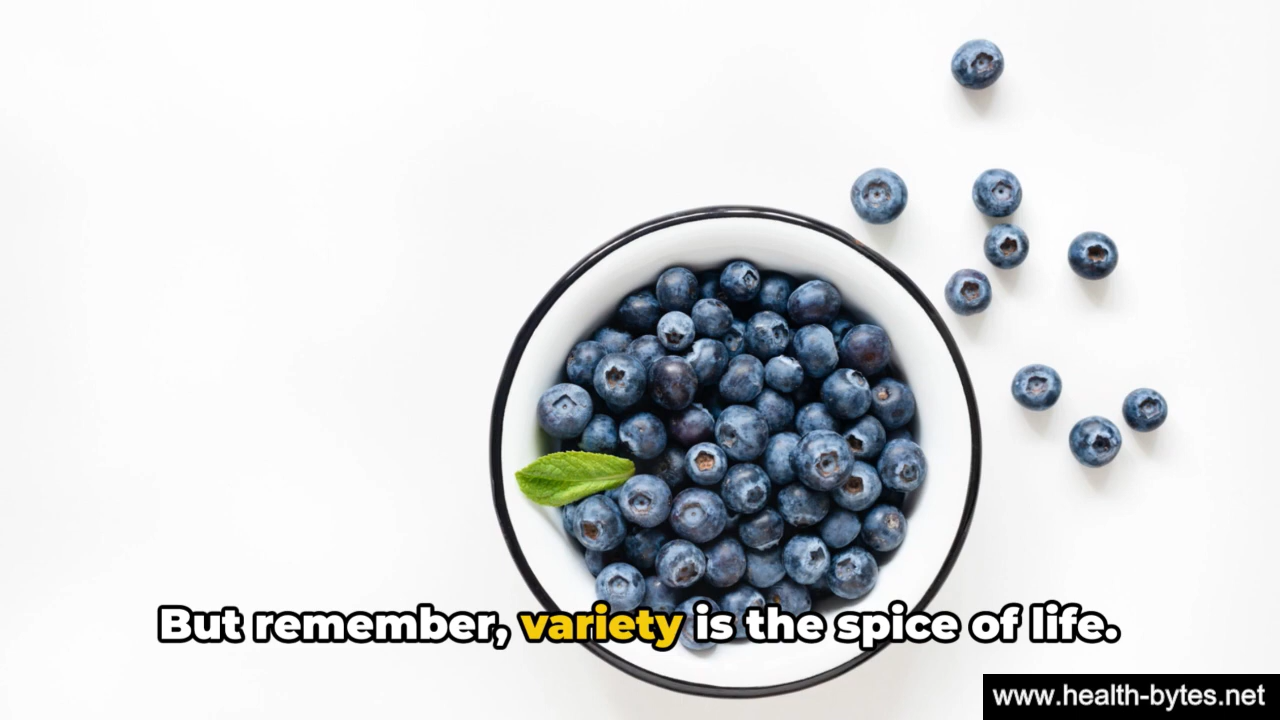 But remember, variety is the spice of life.
www.health-bytes.net